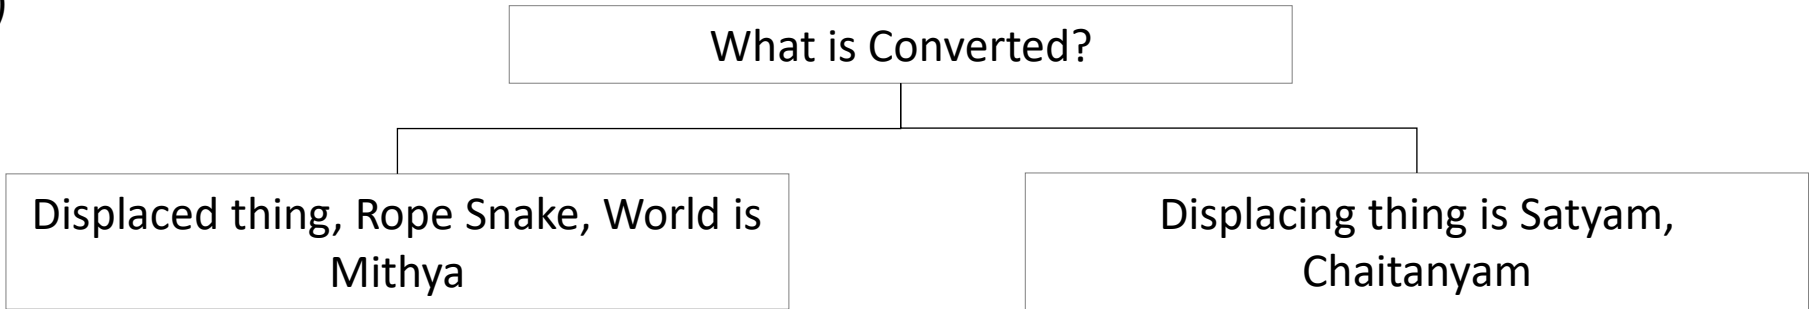 )
What is Converted?
Displaced thing, Rope Snake, World is
Mithya
Displacing thing is Satyam,
Chaitanyam